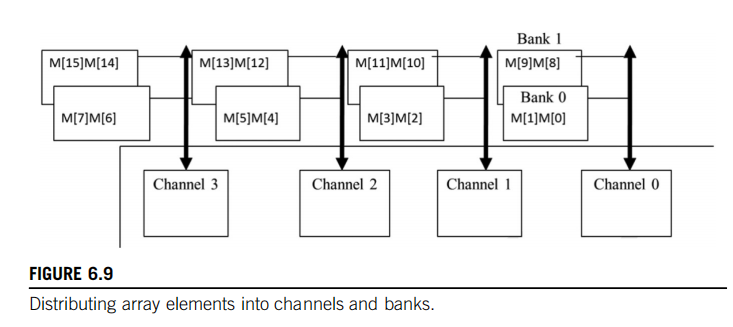 Bank 1
M[15]M[14] M[13]M[12] M[11]M[10] M[9]M[8]
Bank 0
M[7]M[6] M[5]M[4] M[3]M[2] M[1]M[0]
Channel 3 Channel 2 Channel 1 Channel 0
FIGURE 6.9
Distributing array elements into channels and banks.